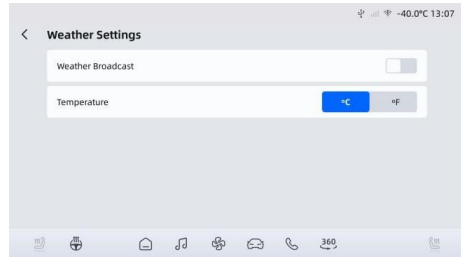 -40.0°C 13:07
Weather Settings
Weather Broadcast
Temperature
°C
°F
360